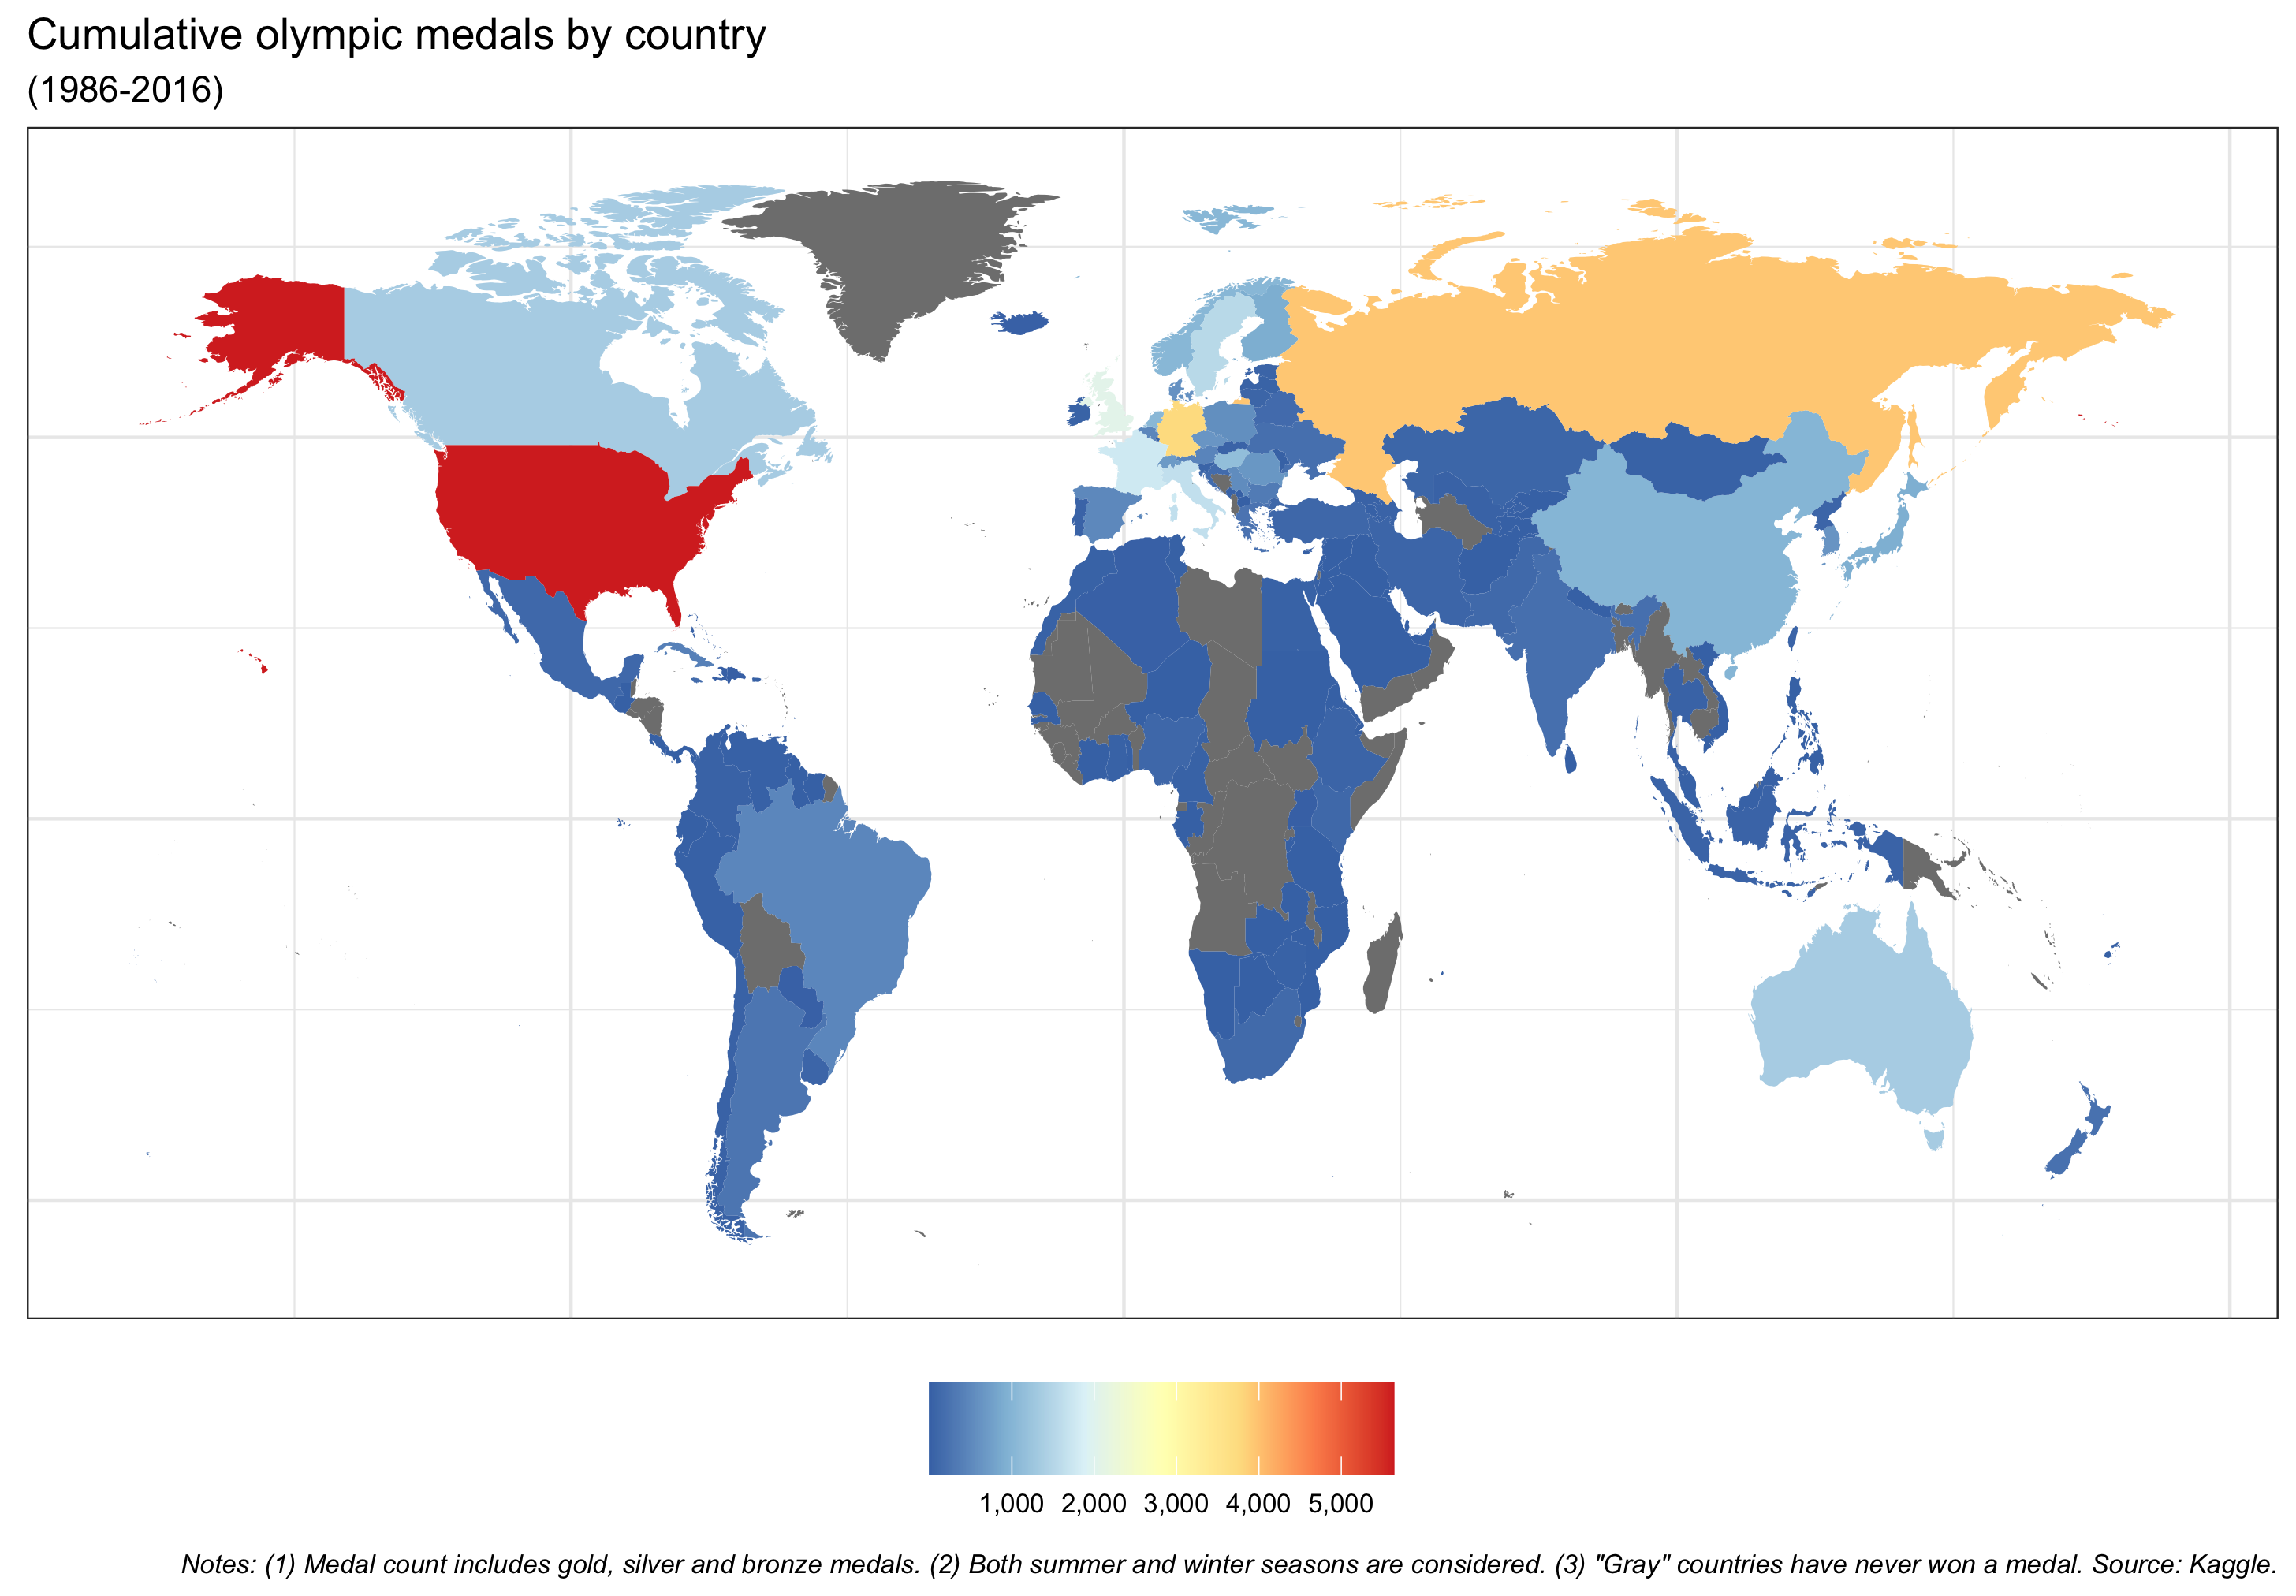 Cumulative olympic medals by country
(1986-2016)
1,000 2,000 3,000 4,000 5,000
Notes: (1) Medal count includes gold, silver and bronze medals. (2) Both summer and winter seasons are considered. (3) "Gray" countries have never won a medal. Source: Kaggle.